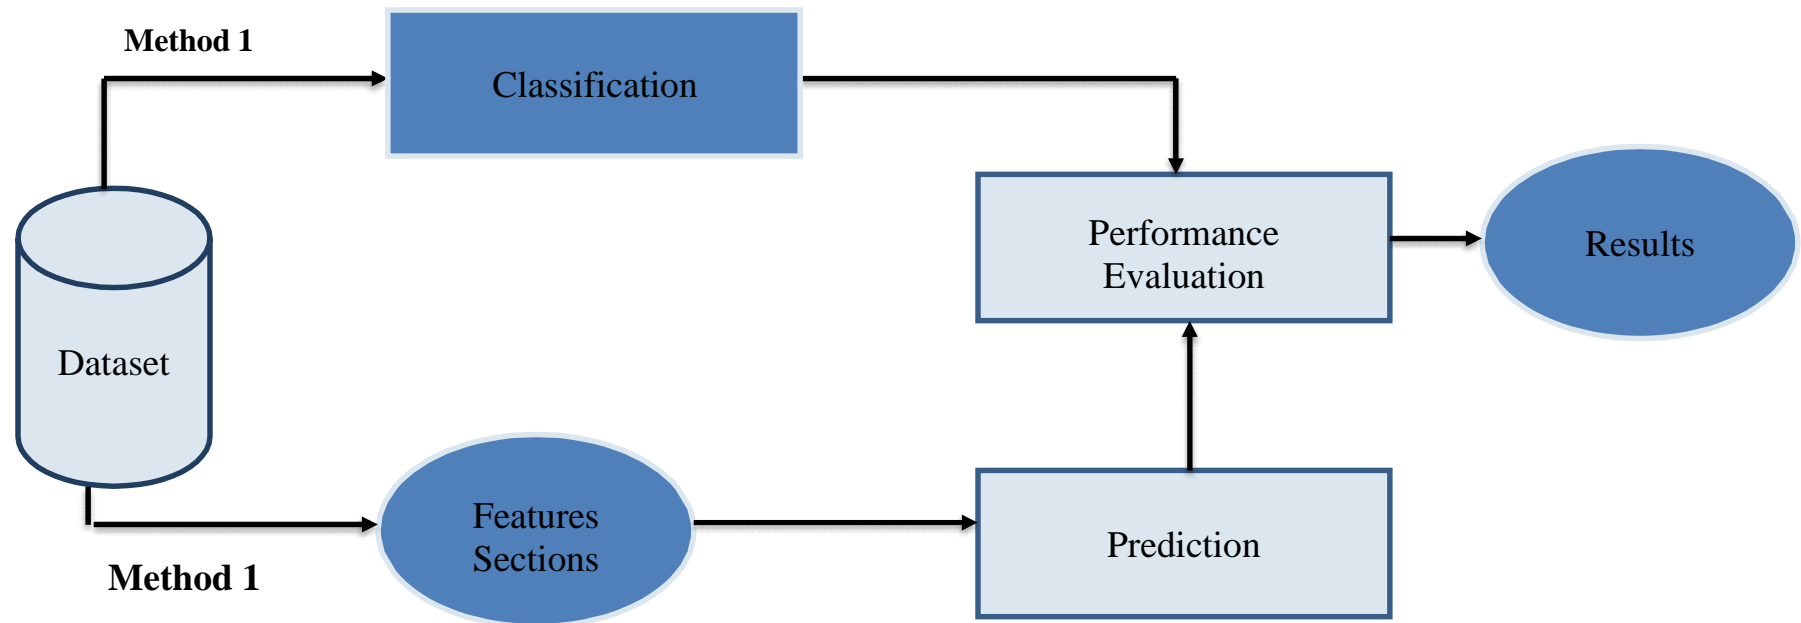 Method 1
Classification
Performance
Evaluation
Results
Dataset
Features
Sections
Prediction
Method 1